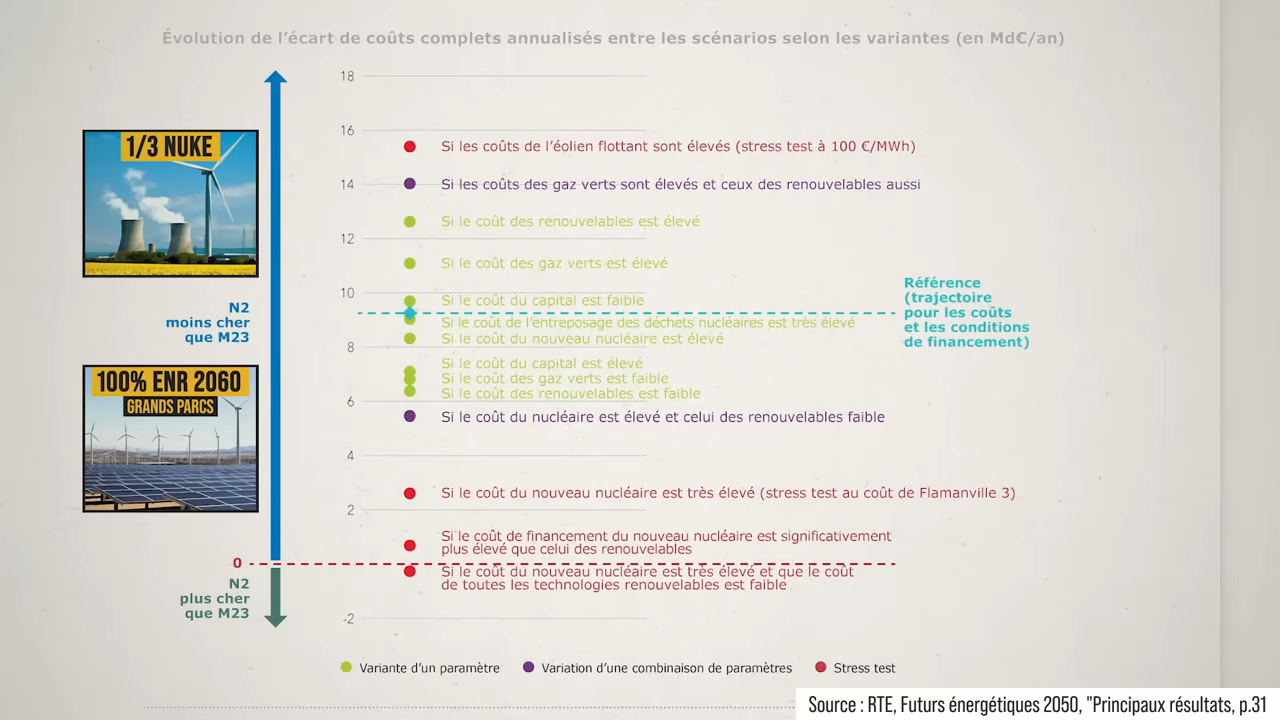 Évolution de l'écart de coûts complets annualisés entre les scénarios selon les variantes (en Md€/an)
18
16
14
12
10
8
6
4
2
0
-2
1/3 NUKE
N2
moins cher
que M23
100% ENR 2060
GRANDS PARCS
N2
plus cher
que M23
Si les coûts de l'éolien flottant sont élevés (stress test à 100 €/MWh)
Si les coûts des gaz verts sont élevés et ceux des renouvelables aussi
Si le coût des renouvelables est élevé
Si le coût des gaz verts est élevé
Si le coût du capital est faible
Si le coût de l'entreposage des déchets nucléaires est très élevé
Si le coût du nouveau nucléaire est élevé
Si le coût du capital est élevé
Si le coût des gaz verts est faible
Si le coût des renouvelables est faible
Si le coût du nucléaire est élevé et celui des renouvelables faible
Si le coût du nouveau nucléaire est très élevé (stress test au coût de Flamanville 3)
Si le coût de financement du nouveau nucléaire est significativement
plus élevé que celui des renouvelables
Si le coût du nouveau nucléaire est très élevé et que le coût
de toutes les technologies renouvelables est faible
Référence
(trajectoire
pour les coûts
et les conditions
de financement)
Variante d'un paramètre
Variation d'une combinaison de paramètres
Stress test
Source : RTE, Futurs énergétiques 2050, "Principaux résultats, p.31